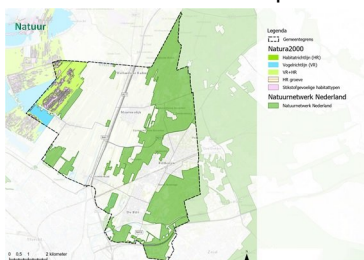 Natuur
Legenda
Gemeentegrens
Natura2000
Habitatrichtlijn (HR)
Vogelrichtlijn (VR)
VR+HR
HR groeve
Stikstofgevoelige habitattypen
Natuurnetwerk Nederland
Natuurnetwerk Nederland
0 0,5 1 2 kilometer